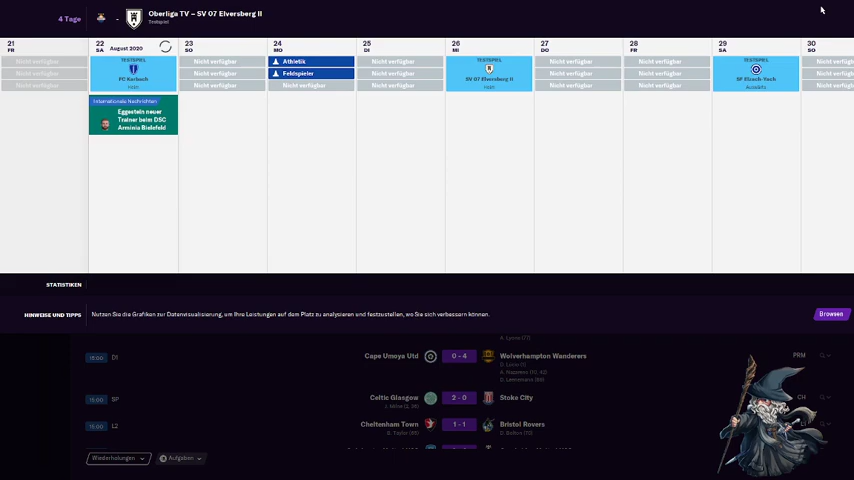 4 Tage
-
Oberliga TV – SV 07 Elversberg II
Testspiel
21
FR
22
SA
August 2020
23
SO
24
MO
25
DI
26
MI
27
DO
28
FR
29
SA
30
SO
Nicht verfügbar
Nicht verfügbar
Nicht verfügbar
TESTSPIEL
FC Karbach
Heim
Internationale Nachrichten
Eggestein neuer
Trainer beim DSC
Arminia Bielefeld
Nicht verfügbar
Nicht verfügbar
Nicht verfügbar
Athletik
Feldspieler
Nicht verfügbar
Nicht verfügbar
Nicht verfügbar
Nicht verfügbar
TESTSPIEL
SV 07 Elversberg II
Heim
Nicht verfügbar
Nicht verfügbar
Nicht verfügbar
Nicht verfügbar
Nicht verfügbar
Nicht verfügbar
TESTSPIEL
SF Elzach-Yach
Auswärts
Nicht verfüg
Nicht verfüg
Nicht verfüg
STATISTIKEN
HINWEISE UND TIPPS
Nutzen Sie die Grafiken zur Datenvisualisierung, um Ihre Leistungen auf dem Platz zu analysieren und festzustellen, wo Sie sich verbessern können.
Browsen
A. Lyons (77)
15:00 D1 Cape Umoya Utd 0 - 4 Wolverhampton Wanderers PRM
15:00 SP Celtic Glasgow 2 - 0 Stoke City CH
15:00 L2 Cheltenham Town 1 - 1 Bristol Rovers
Wiederholungen
Aufgaben